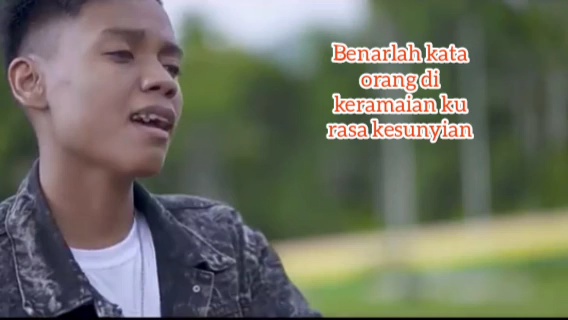 Benarlah kata
orang di
keramaian ku
rasa kesunyian